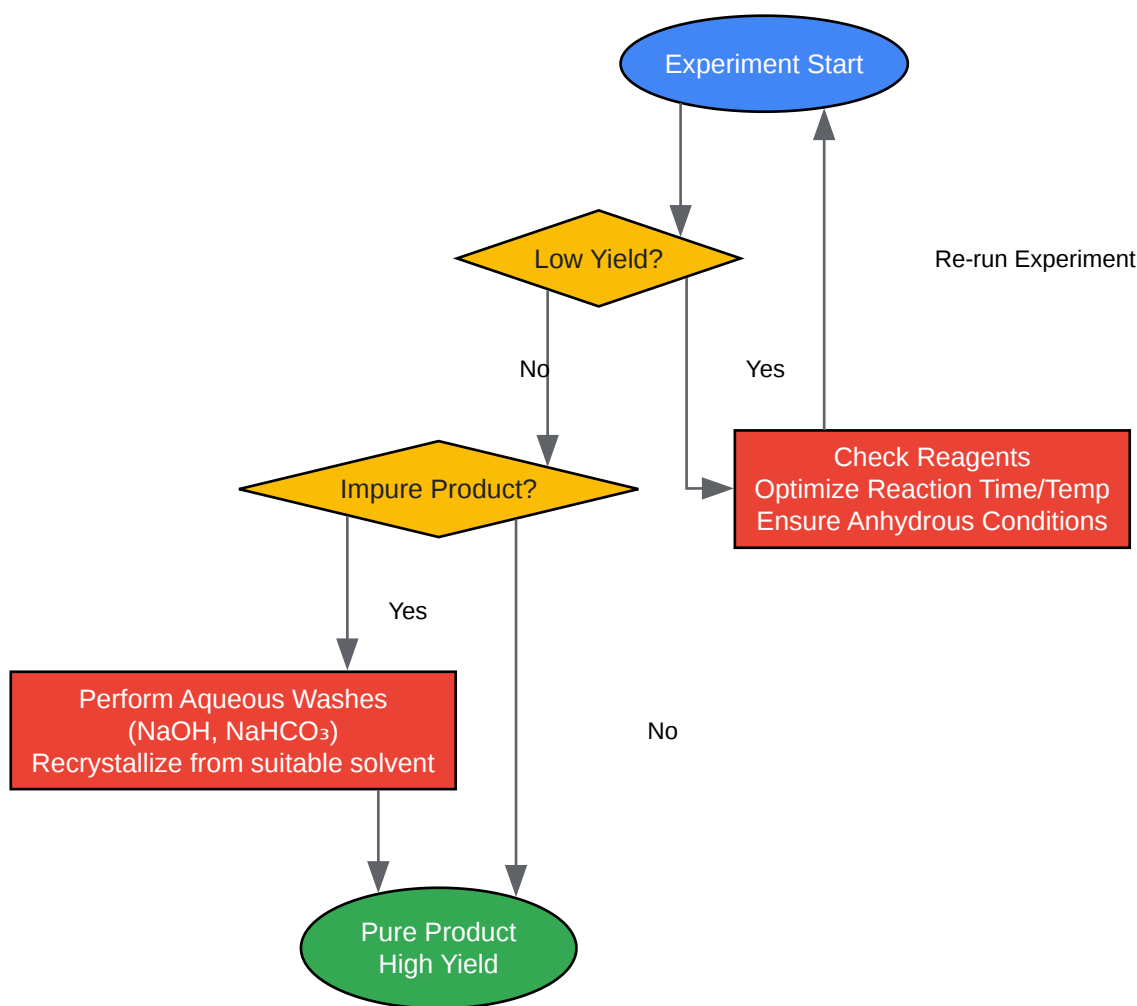 Experiment Start
Low Yield?
Re-run Experiment
No
Yes
Impure Product?
Check Reagents
Optimize Reaction Time/Temp
Ensure Anhydrous Conditions
Yes
Perform Aqueous Washes
(NaOH, NaHCO₃)
Recrystallize from suitable solvent
No
Pure Product
High Yield